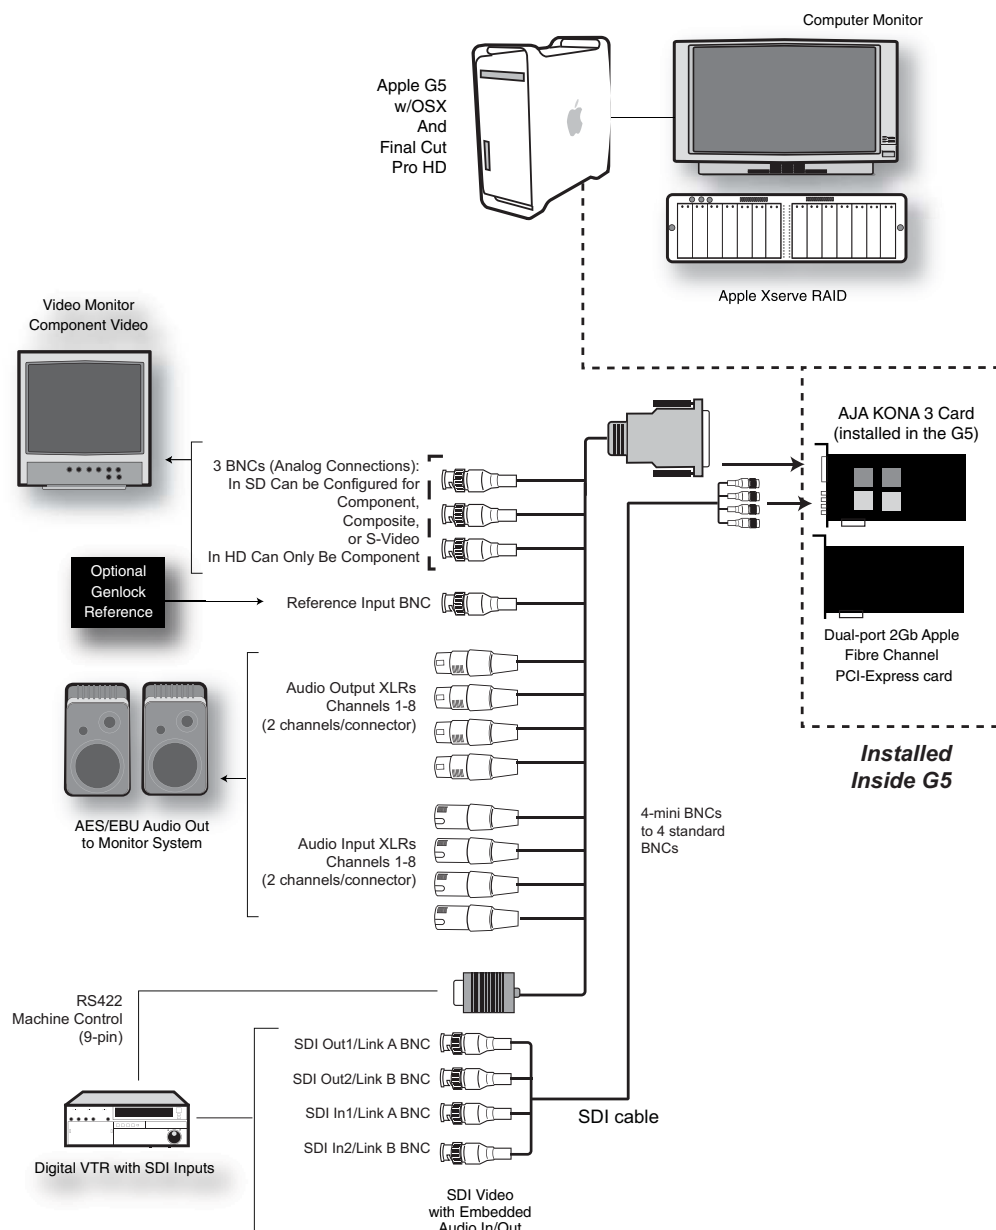 Computer Monitor
Apple G5
w/OSX
And
Final Cut
Pro HD
Apple Xserve RAID
Video Monitor
Component Video
AJA KONA 3 Card
(installed in the G5)
3 BNCs (Analog Connections):
In SD Can be Configured for
Component,
Composite,
or S-Video
In HD Can Only Be Component
Optional
Genlock
Reference
Reference Input BNC
Dual-port 2Gb Apple
Fibre Channel
PCI-Express card
Audio Output XLRs
Channels 1-8
(2 channels/connector)
Installed
Inside G5
AES/EBU Audio Out
to Monitor System
4-mini BNCs
to 4 standard
BNCs
Audio Input XLRs
Channels 1-8
(2 channels/connector)
RS422
Machine Control
(9-pin)
SDI Out1/Link A BNC
SDI Out2/Link B BNC
SDI In1/Link A BNC
SDI In2/Link B BNC
SDI cable
Digital VTR with SDI Inputs
SDI Video
with Embedded
Audio In/Out